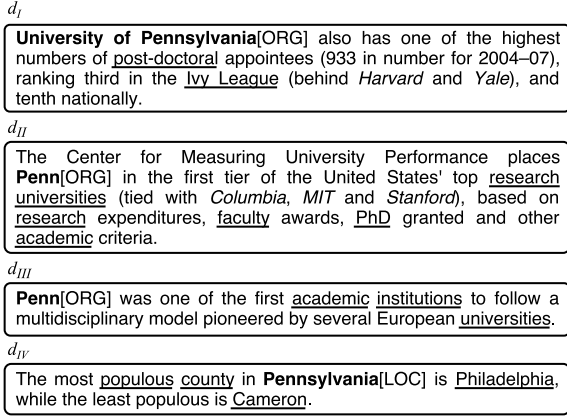 d_I
University of Pennsylvania[ORG] also has one of the highest
numbers of post-doctoral appointees (933 in number for 2004–07),
ranking third in the Ivy League (behind Harvard and Yale), and
tenth nationally.
d_II
The Center for Measuring University Performance places
Penn[ORG] in the first tier of the United States' top research
universities (tied with Columbia, MIT and Stanford), based on
research expenditures, faculty awards, PhD granted and other
academic criteria.
d_III
Penn[ORG] was one of the first academic institutions to follow a
multidisciplinary model pioneered by several European universities.
d_IV
The most populous county in Pennsylvania[LOC] is Philadelphia,
while the least populous is Cameron.